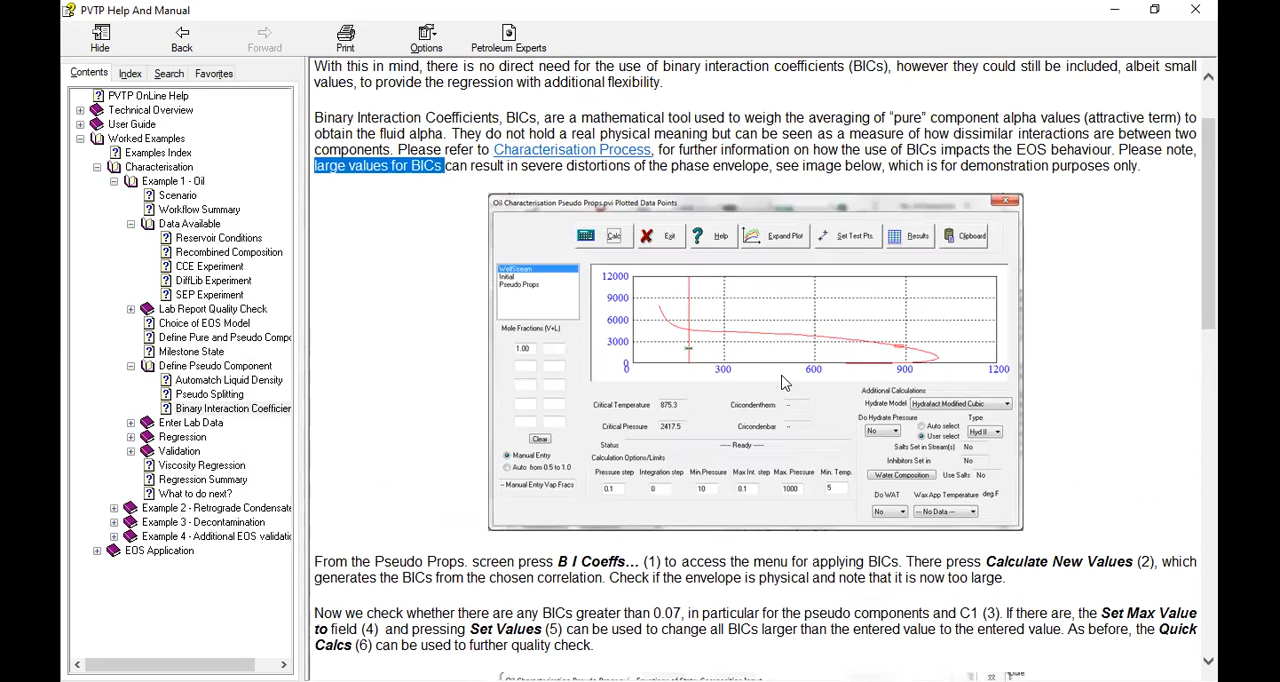 PVTP Help And Manual
Hide
Back
Forward
Print
Options
Petroleum Experts
Contents
Index
Search
Favorites
PVTP OnLine Help
Technical Overview
User Guide
Worked Examples
Examples Index
Characterisation
Example 1 - Oil
Scenario
Workflow Summary
Data Available
Reservoir Conditions
Recombined Composition
CCE Experiment
DiffLib Experiment
SEP Experiment
Lab Report Quality Check
Choice of EOS Model
Define Pure and Pseudo Compo
Milestone State
Define Pseudo Component
Automatch Liquid Density
Pseudo Splitting
Binary Interaction Coefficien
Enter Lab Data
Regression
Validation
Viscosity Regression
Regression Summary
What to do next?
Example 2 - Retrograde Condensate
Example 3 - Decontamination
Example 4 - Additional EOS validati
EOS Application
With this in mind, there is no direct need for the use of binary interaction coefficients (BICs), however they could still be included, albeit small
values, to provide the regression with additional flexibility.
Binary Interaction Coefficients, BICs, are a mathematical tool used to weigh the averaging of "pure" component alpha values (attractive term) to
obtain the fluid alpha. They do not hold a real physical meaning but can be seen as a measure of how dissimilar interactions are between two
components. Please refer to Characterisation Process, for further information on how the use of BICs impacts the EOS behaviour. Please note,
large values for BICs can result in severe distortions of the phase envelope, see image below, which is for demonstration purposes only.
Oil Characterisation Pseudo Props.pvi Plotted Data Points
Calc
Exit
Help
Expand Plot
Set Test Pts.
Results
Clipboard
WellStream
Initial
Pseudo Props
12000
9000
6000
3000
0
0 300 600 900 1200
Mole Fractions (V+L)
1.00
Clear
Manual Entry
Auto from 0.5 to 1.0
-- Manual Entry Vap Fracs
Critical Temperature 875.3 Cricondentherm --
Critical Pressure 2417.5 Cricondenbar --
Status ---- Ready ----
Calculation Options/Limits
Pressure step Integration step Min.Pressure Max Int. step Max. Pressure Min. Temp.
0.1 0 10 0.1 1000 5
Additional Calculations
Hydrate Model Hydrafact Modified Cubic
Do Hydrate Pressure Type
No Auto select
User select Hyd II
Salts Set in Stream(s) No
Inhibitors Set in No
Water Composition Use Salts No
Do WAT Wax App Temperature deg F
No -- No Data --
From the Pseudo Props. screen press B I Coeffs... (1) to access the menu for applying BICs. There press Calculate New Values (2), which
generates the BICs from the chosen correlation. Check if the envelope is physical and note that it is now too large.
Now we check whether there are any BICs greater than 0.07, in particular for the pseudo components and C1 (3). If there are, the Set Max Value
to field (4) and pressing Set Values (5) can be used to change all BICs larger than the entered value to the entered value. As before, the Quick
Calcs (6) can be used to further quality check.